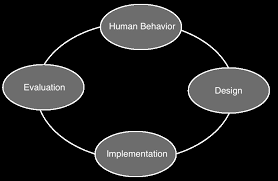 Human Behavior
Evaluation
Design
Implementation